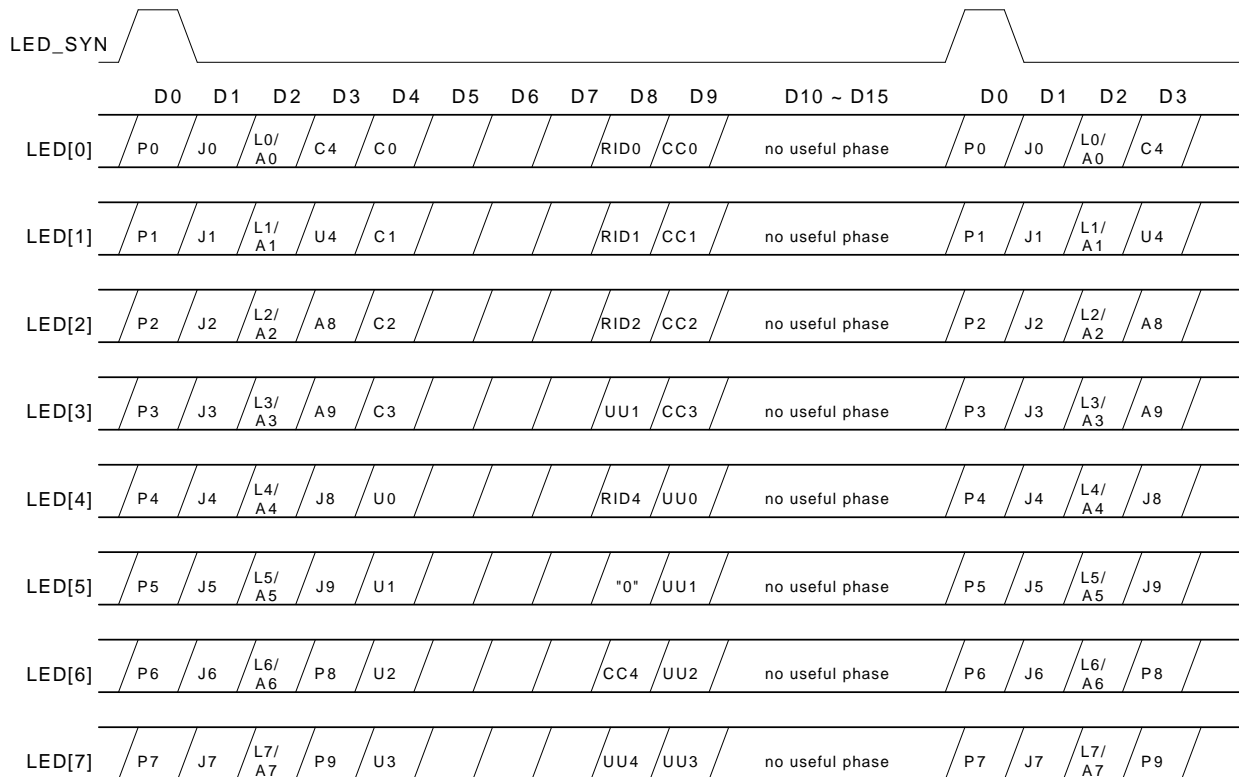 LED_SYN
D0 D1 D2 D3 D4 D5 D6 D7 D8 D9 D10 ~ D15 D0 D1 D2 D3
LED[0] P0 J0 L0/A0 C4 C0 RID0 CC0 no useful phase P0 J0 L0/A0 C4
LED[1] P1 J1 L1/A1 U4 C1 RID1 CC1 no useful phase P1 J1 L1/A1 U4
LED[2] P2 J2 L2/A2 A8 C2 RID2 CC2 no useful phase P2 J2 L2/A2 A8
LED[3] P3 J3 L3/A3 A9 C3 UU1 CC3 no useful phase P3 J3 L3/A3 A9
LED[4] P4 J4 L4/A4 J8 U0 RID4 UU0 no useful phase P4 J4 L4/A4 J8
LED[5] P5 J5 L5/A5 J9 U1 "0" UU1 no useful phase P5 J5 L5/A5 J9
LED[6] P6 J6 L6/A6 P8 U2 CC4 UU2 no useful phase P6 J6 L6/A6 P8
LED[7] P7 J7 L7/A7 P9 U3 UU4 UU3 no useful phase P7 J7 L7/A7 P9